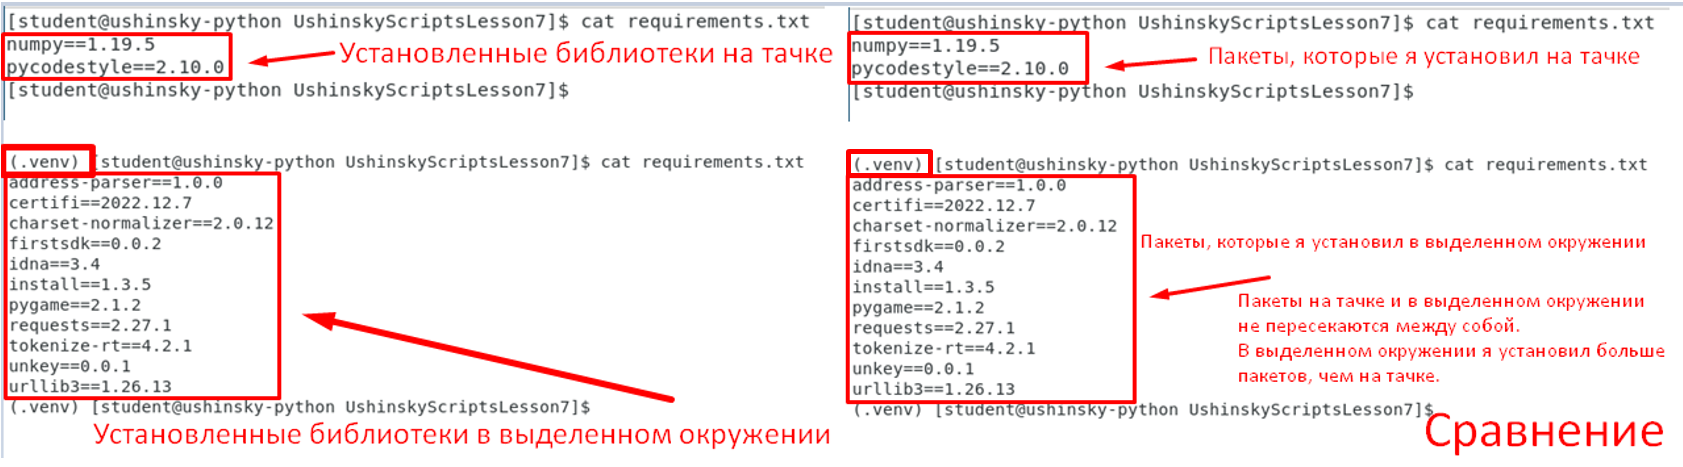 [student@ushinsky-python UshinskyScriptsLesson7]$ cat requirements.txt
numpy==1.19.5
pycodestyle==2.10.0
[student@ushinsky-python UshinskyScriptsLesson7]$
Установленные библиотеки на тачке
(.venv) [student@ushinsky-python UshinskyScriptsLesson7]$ cat requirements.txt
address-parser==1.0.0
certifi==2022.12.7
charset-normalizer==2.0.12
firstsdk==0.0.2
idna==3.4
install==1.3.5
pygame==2.1.2
requests==2.27.1
tokenize-rt==4.2.1
unkey==0.0.1
urllib3==1.26.13
(.venv) [student@ushinsky-python UshinskyScriptsLesson7]$
Установленные библиотеки в выделенном окружении
[student@ushinsky-python UshinskyScriptsLesson7]$ cat requirements.txt
numpy==1.19.5
pycodestyle==2.10.0
[student@ushinsky-python UshinskyScriptsLesson7]$
Пакеты, которые я установил на тачке
(.venv) [student@ushinsky-python UshinskyScriptsLesson7]$ cat requirements.txt
address-parser==1.0.0
certifi==2022.12.7
charset-normalizer==2.0.12
firstsdk==0.0.2
idna==3.4
install==1.3.5
pygame==2.1.2
requests==2.27.1
tokenize-rt==4.2.1
unkey==0.0.1
urllib3==1.26.13
(.venv) [student@ushinsky-python UshinskyScriptsLesson7]$
Пакеты, которые я установил в выделенном окружении
Пакеты на тачке и в выделенном окружении
не пересекаются между собой.
В выделенном окружении я установил больше
пакетов, чем на тачке.
Сравнение